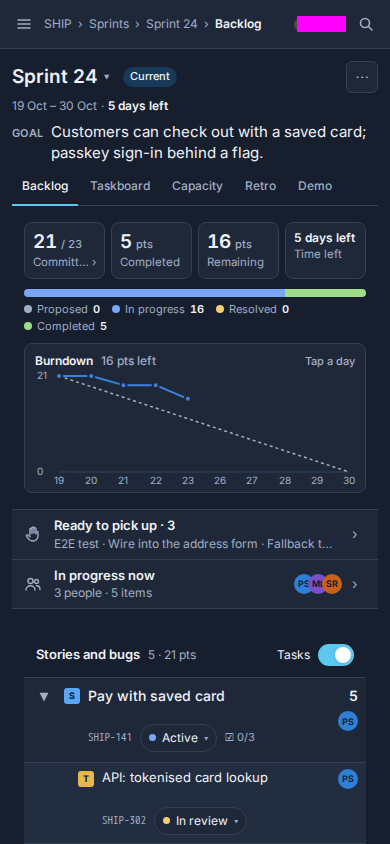 SHIP › Sprints › Sprint 24 › Backlog
Sprint 24
Current
19 Oct – 30 Oct · 5 days left
GOAL Customers can check out with a saved card;
passkey sign-in behind a flag.
Backlog Taskboard Capacity Retro Demo
21 / 23
Committ… ›
5 pts
Completed
16 pts
Remaining
5 days left
Time left
Proposed 0 In progress 16 Resolved 0
Completed 5
Burndown 16 pts left Tap a day
21
0
19 20 21 22 23 26 27 28 29 30
Ready to pick up · 3
E2E test · Wire into the address form · Fallback t…
In progress now
3 people · 5 items
PS ML SR
Stories and bugs 5 · 21 pts Tasks
S Pay with saved card 5
PS
SHIP-141 Active 0/3
T API: tokenised card lookup PS
SHIP-302 In review